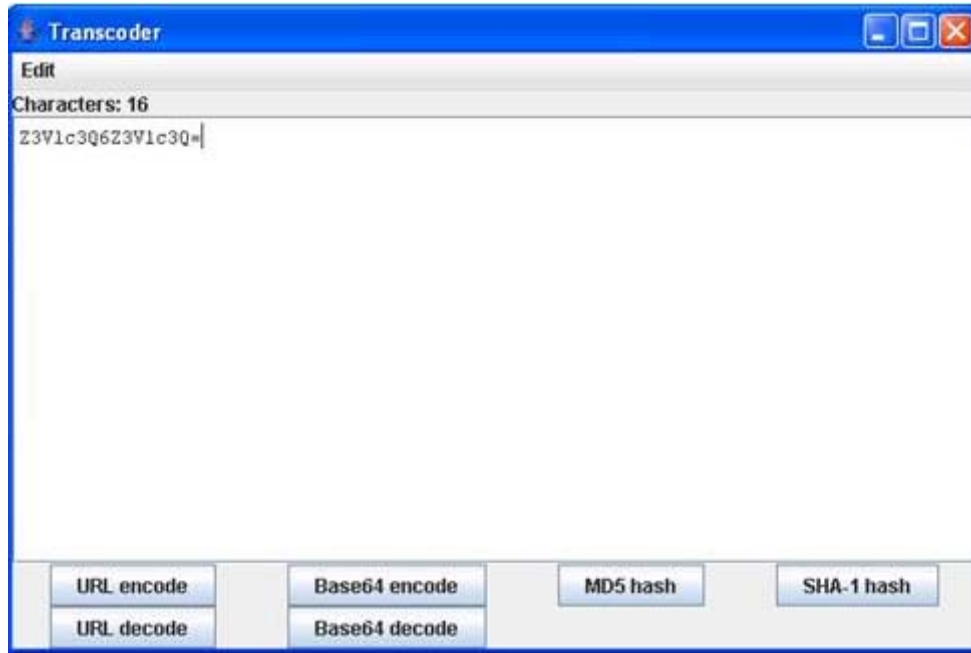 Transcoder
Edit
Characters: 16
Z3Vlc3Q6Z3Vlc3Q=
URL encode
Base64 encode
MD5 hash
SHA-1 hash
URL decode
Base64 decode